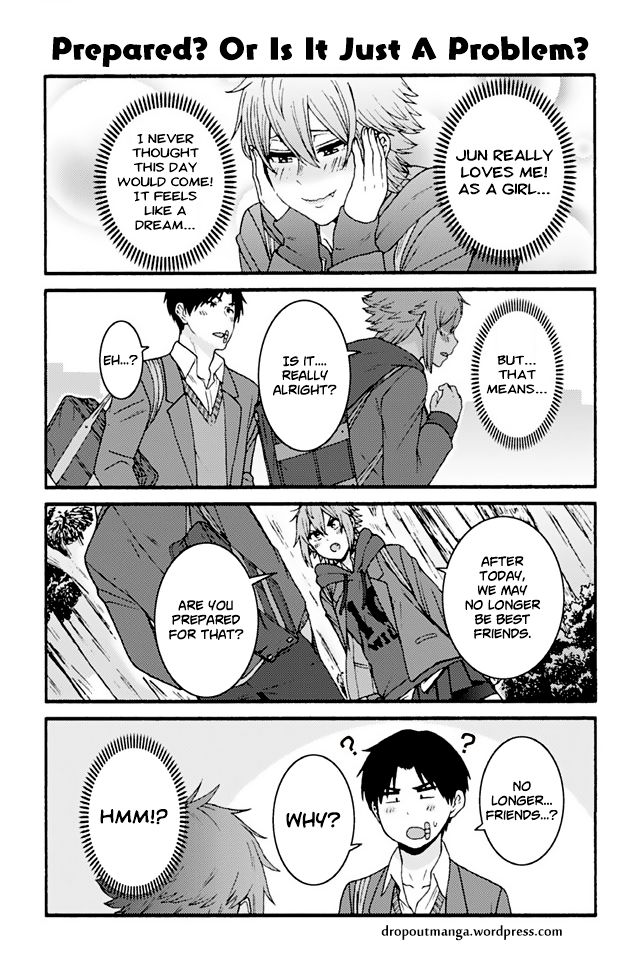 Prepared? Or Is It Just A Problem?
JUN REALLY
LOVES ME!
AS A GIRL...
I NEVER
THOUGHT
THIS DAY
WOULD COME!
IT FEELS
LIKE A
DREAM...
BUT...
THAT
MEANS...
IS IT....
REALLY
ALRIGHT?
EH...?
AFTER
TODAY,
WE MAY
NO LONGER
BE BEST
FRIENDS.
ARE YOU
PREPARED
FOR THAT?
NO
LONGER...
FRIENDS...?
?
?
WHY?
HMM!?
dropoutmanga.wordpress.com